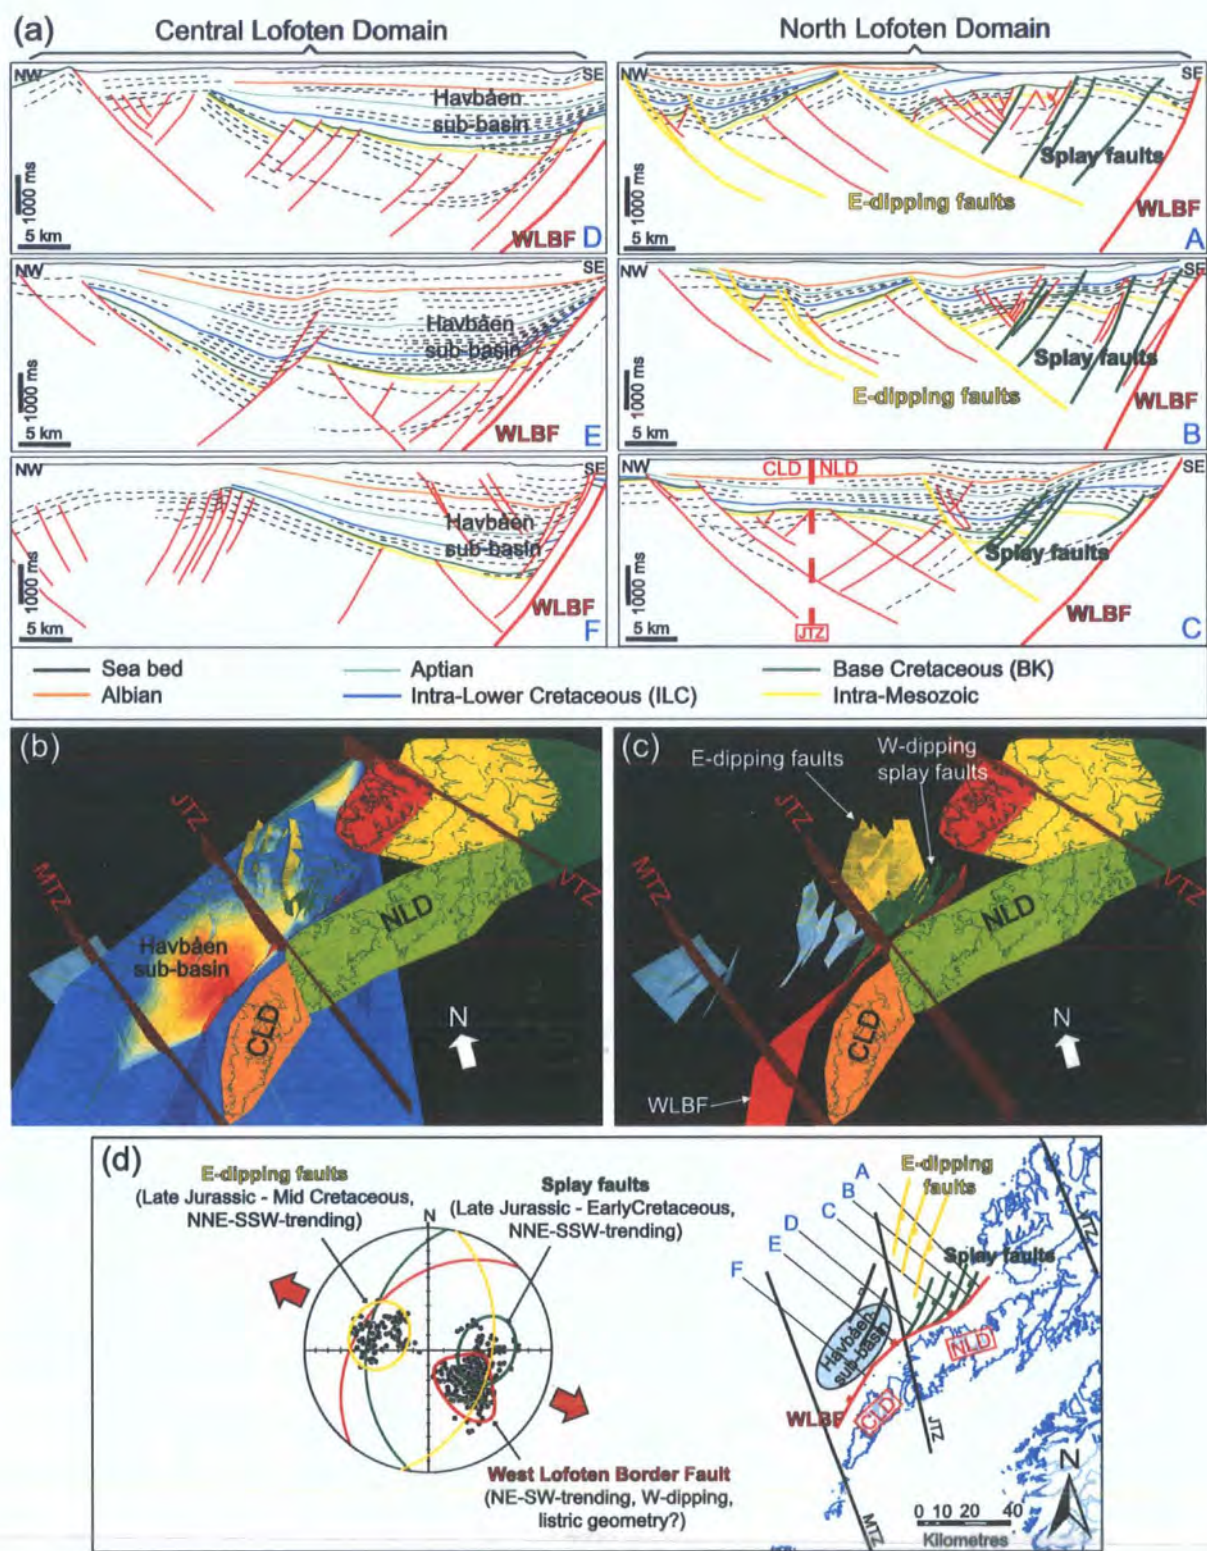 (a)
Central Lofoten Domain
North Lofoten Domain
NW
SE
Havbåen
sub-basin
1000 ms
5 km
WLBF
D
NW
SE
Splay faults
E-dipping faults
1000 ms
5 km
WLBF
A
NW
SE
Havbåen
sub-basin
1000 ms
5 km
WLBF
E
NW
SE
Splay faults
E-dipping faults
1000 ms
5 km
WLBF
B
NW
SE
Havbåen
sub-basin
1000 ms
5 km
WLBF
F
NW
SE
CLD
NLD
Splay faults
1000 ms
5 km
WLBF
JTZ
C
Sea bed
Aptian
Base Cretaceous (BK)
Albian
Intra-Lower Cretaceous (ILC)
Intra-Mesozoic
(b)
JTZ
MTZ
VTZ
NLD
Havbåen
sub-basin
CLD
N
(c)
E-dipping faults
W-dipping
splay faults
JTZ
MTZ
VTZ
NLD
CLD
N
WLBF
(d)
E-dipping faults
(Late Jurassic - Mid Cretaceous,
NNE-SSW-trending)
N
Splay faults
(Late Jurassic - EarlyCretaceous,
NNE-SSW-trending)
West Lofoten Border Fault
(NE-SW-trending, W-dipping,
listric geometry?)
A
B
C
D
E
F
E-dipping
faults
Splay faults
VTZ
Havbåen
sub-basin
NLD
WLBF
CLD
JTZ
MTZ
N
0 10 20 40
Kilometres